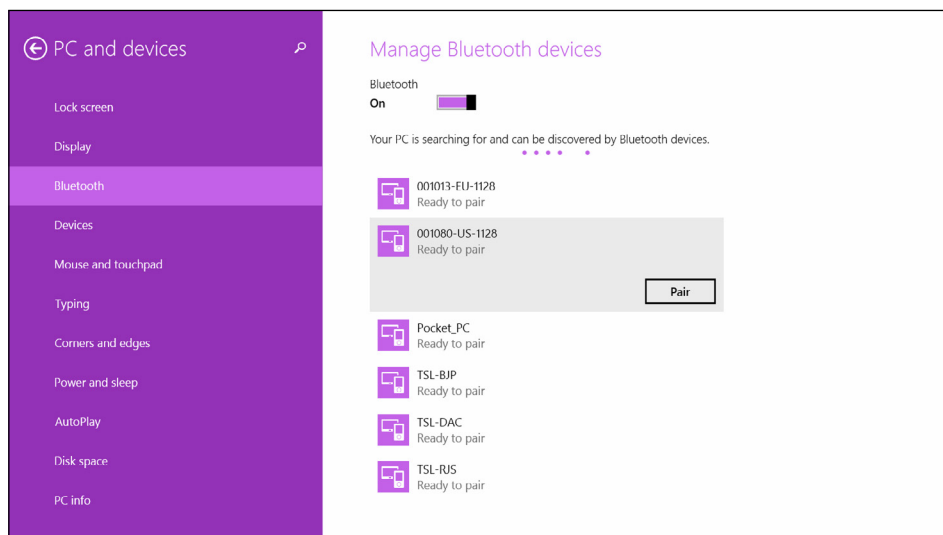 PC and devices
Lock screen
Display
Bluetooth
Devices
Mouse and touchpad
Typing
Corners and edges
Power and sleep
AutoPlay
Disk space
PC info
Manage Bluetooth devices
Bluetooth
On
Your PC is searching for and can be discovered by Bluetooth devices.
001013-EU-1128
Ready to pair
001080-US-1128
Ready to pair
Pair
Pocket_PC
Ready to pair
TSL-BJP
Ready to pair
TSL-DAC
Ready to pair
TSL-RJS
Ready to pair